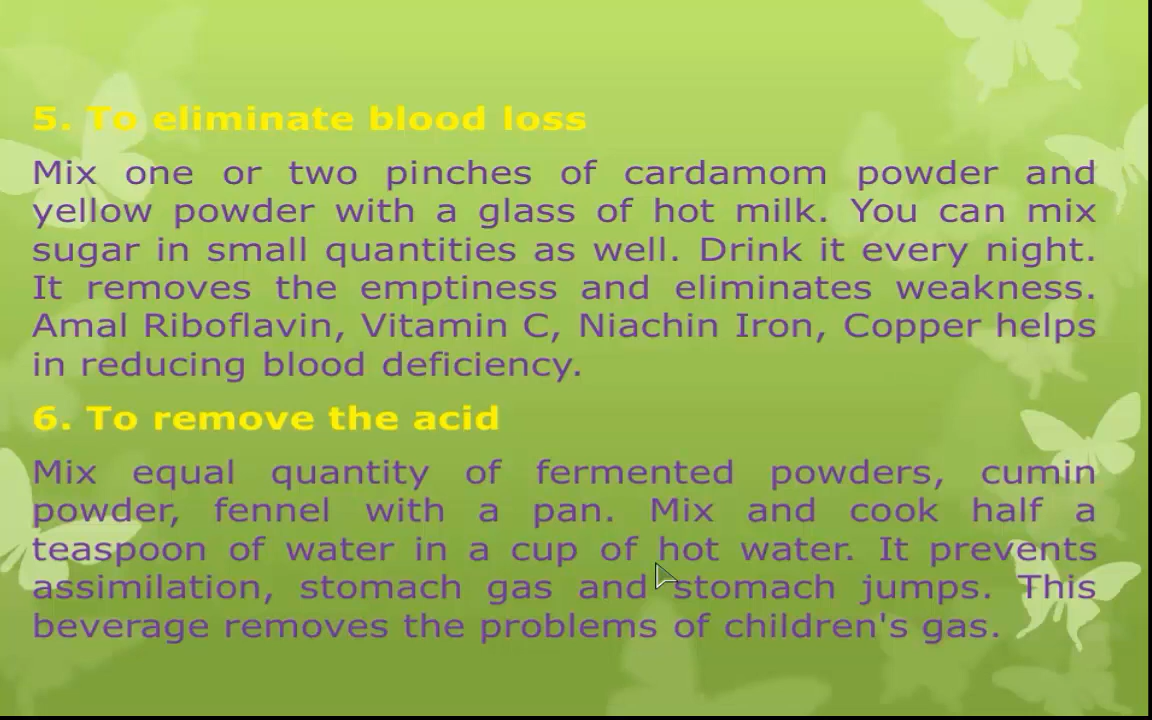 5. To eliminate blood loss
Mix one or two pinches of cardamom powder and
yellow powder with a glass of hot milk. You can mix
sugar in small quantities as well. Drink it every night.
It removes the emptiness and eliminates weakness.
Amal Riboflavin, Vitamin C, Niachin Iron, Copper helps
in reducing blood deficiency.
6. To remove the acid
Mix equal quantity of fermented powders, cumin
powder, fennel with a pan. Mix and cook half a
teaspoon of water in a cup of hot water. It prevents
assimilation, stomach gas and stomach jumps. This
beverage removes the problems of children's gas.